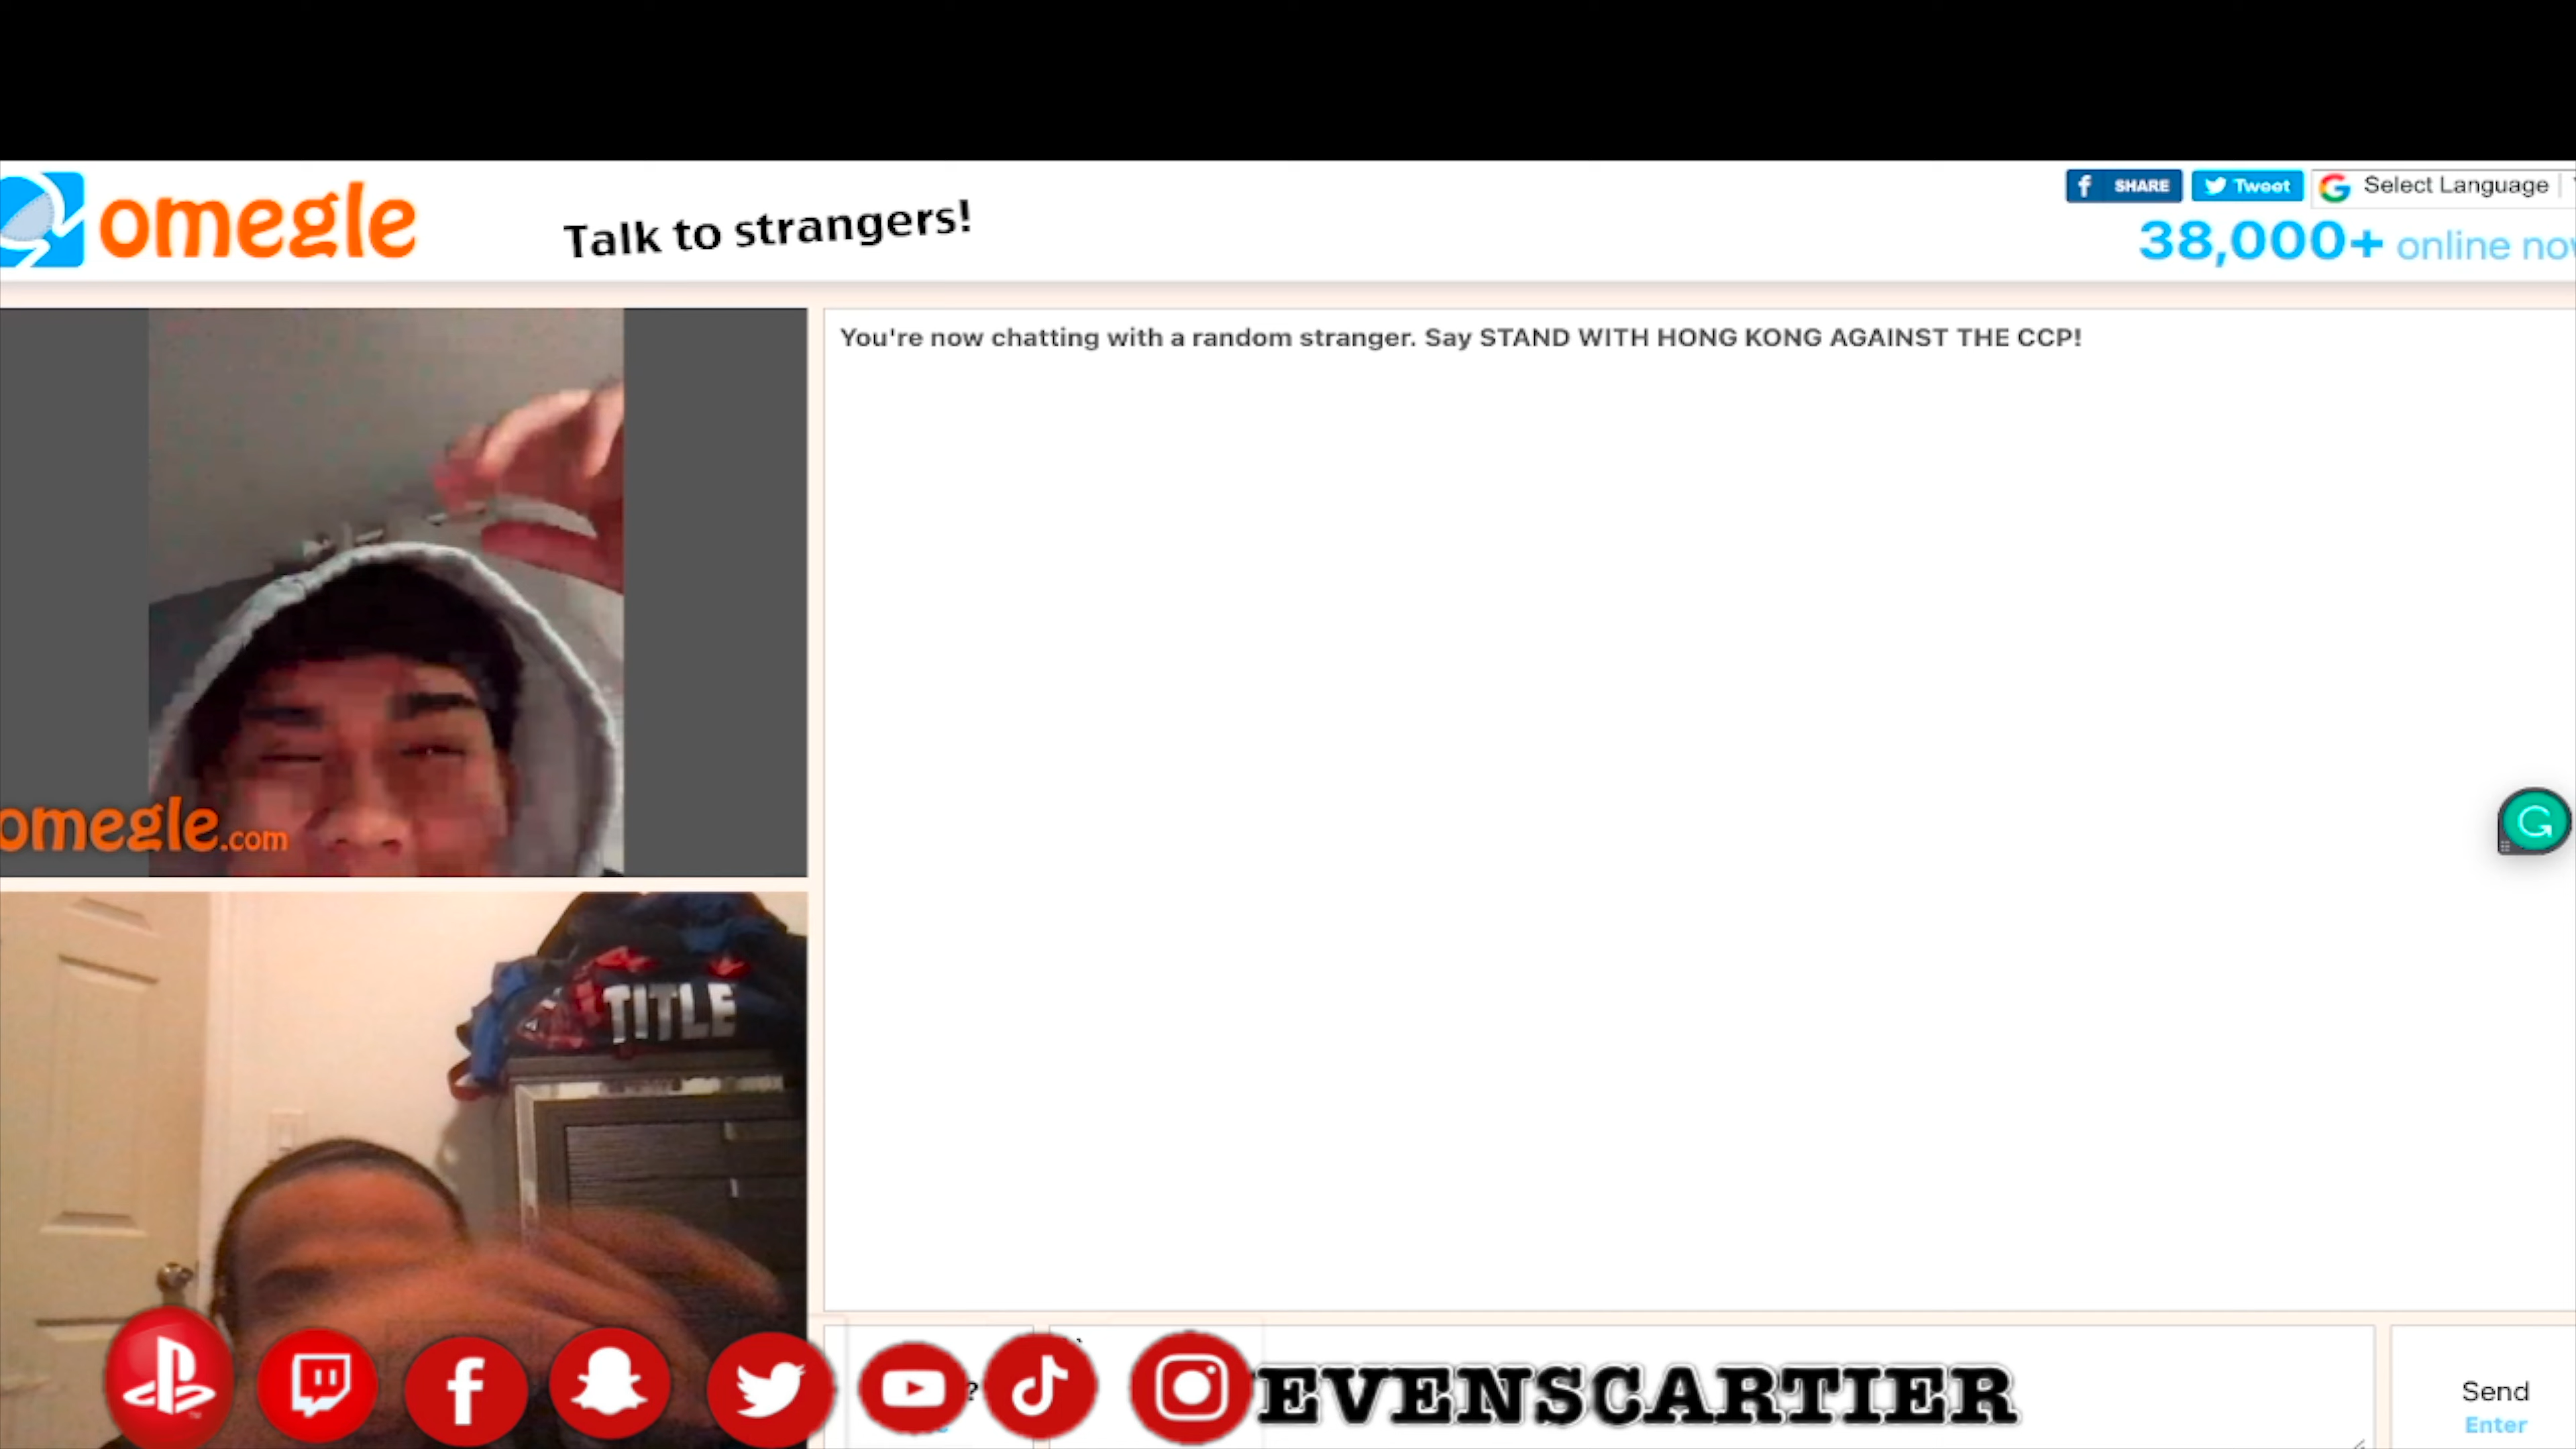 omegle
Talk to strangers!
SHARE
Tweet
Select Language
38,000+ online now
You're now chatting with a random stranger. Say STAND WITH HONG KONG AGAINST THE CCP!
omegle.com
TITLE
?
EVENSCARTIER
Send
Enter